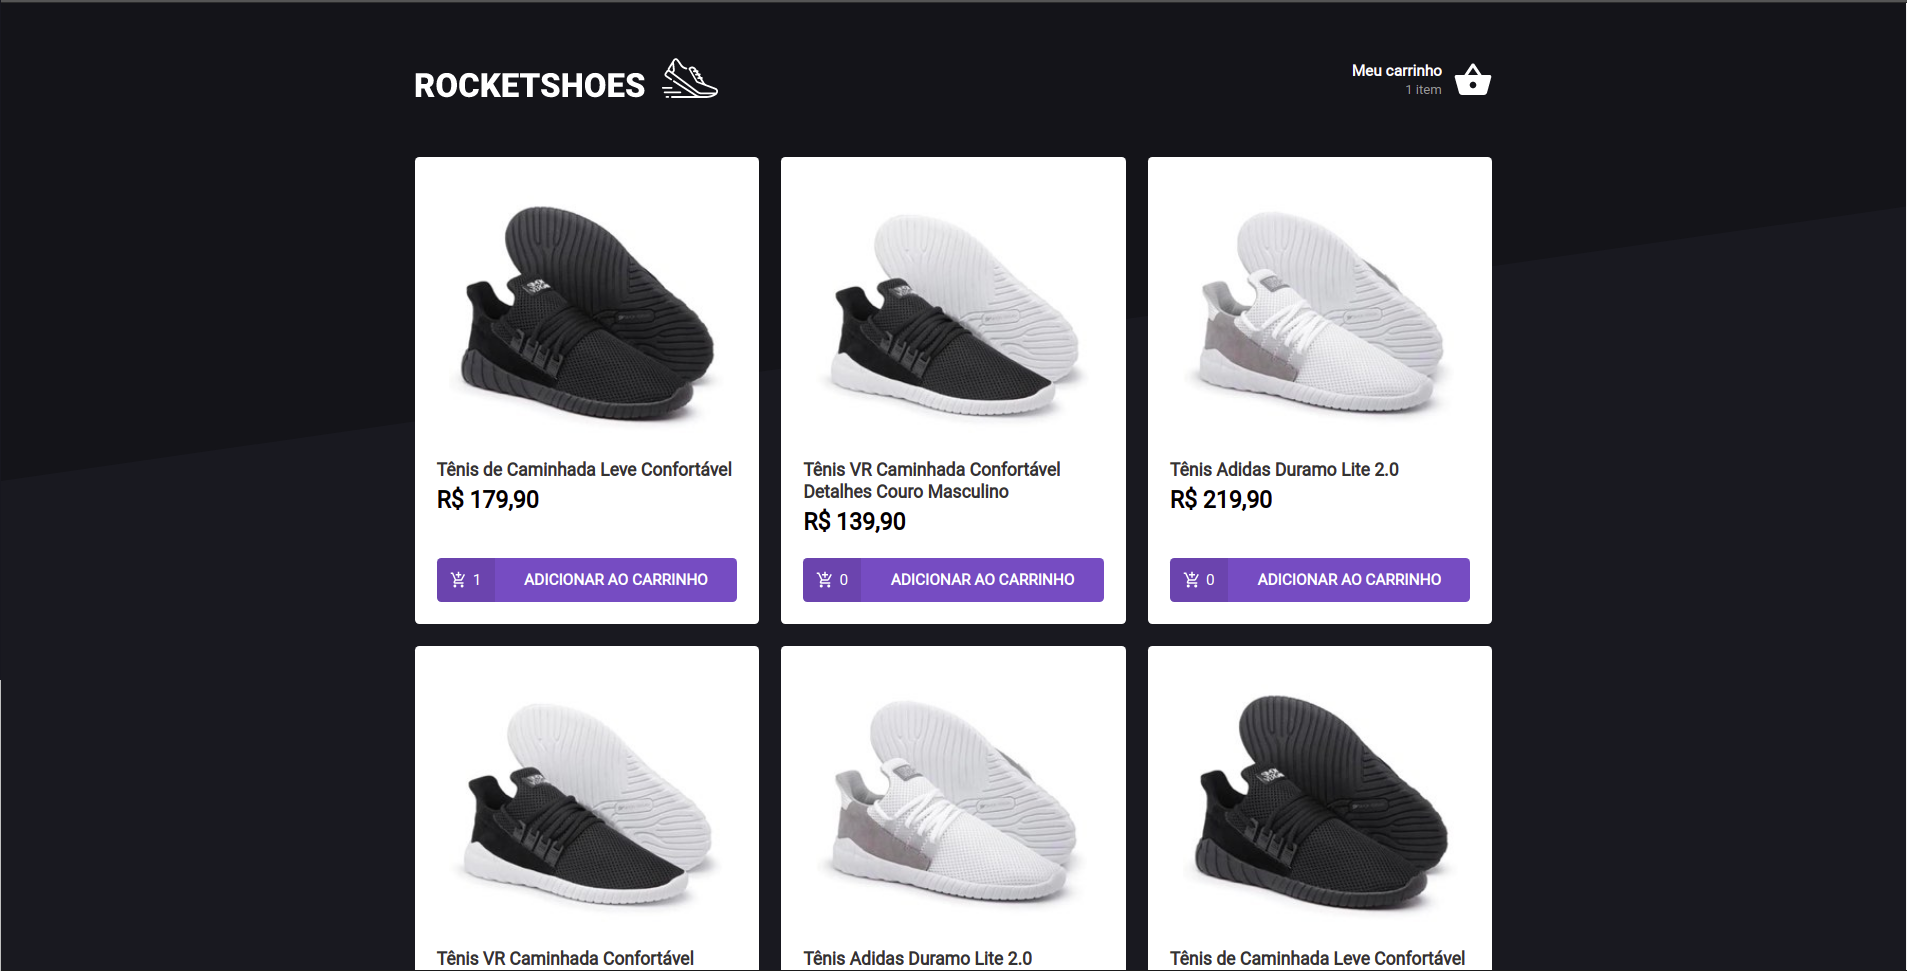 ROCKETSHOES
Meu carrinho
1 item
Tênis de Caminhada Leve Confortável
R$ 179,90
1 ADICIONAR AO CARRINHO
Tênis VR Caminhada Confortável
Detalhes Couro Masculino
R$ 139,90
0 ADICIONAR AO CARRINHO
Tênis Adidas Duramo Lite 2.0
R$ 219,90
0 ADICIONAR AO CARRINHO
Tênis VR Caminhada Confortável
Tênis Adidas Duramo Lite 2.0
Tênis de Caminhada Leve Confortável